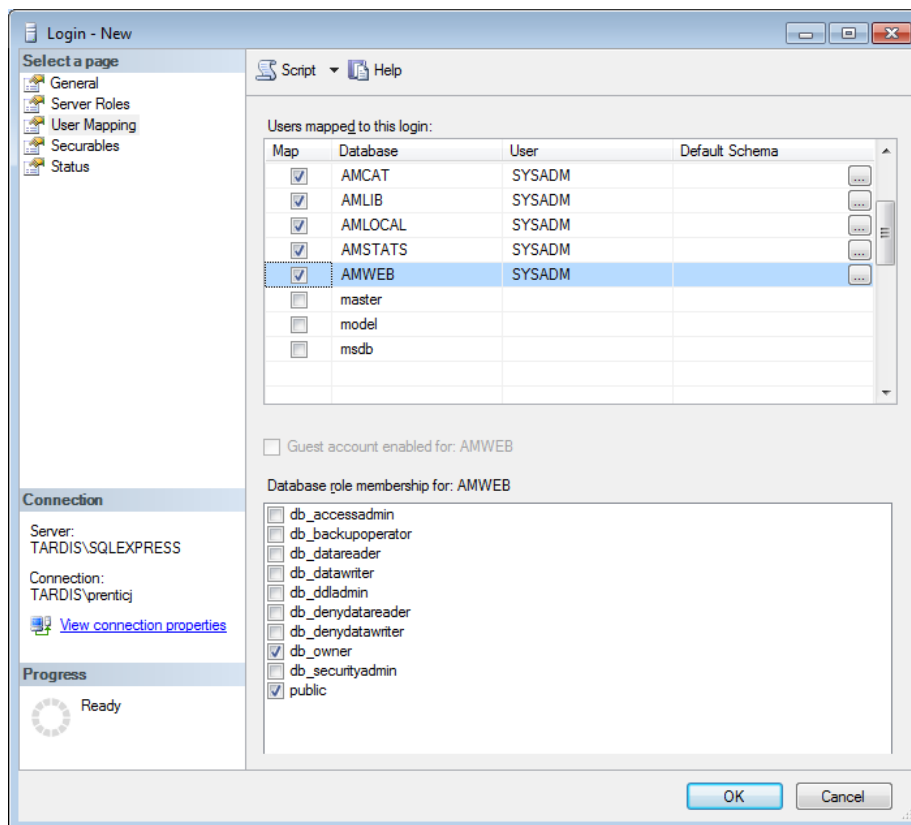 Login - New
Select a page
General
Server Roles
User Mapping
Securables
Status
Script Help
Users mapped to this login:
Map Database User Default Schema
AMCAT SYSADM ...
AMLIB SYSADM ...
AMLOCAL SYSADM ...
AMSTATS SYSADM ...
AMWEB SYSADM ...
master
model
msdb
Guest account enabled for: AMWEB
Database role membership for: AMWEB
db_accessadmin
db_backupoperator
db_datareader
db_datawriter
db_ddladmin
db_denydatareader
db_denydatawriter
db_owner
db_securityadmin
public
Connection
Server:
TARDIS\SQLEXPRESS
Connection:
TARDIS\prenticj
View connection properties
Progress
Ready
OK Cancel